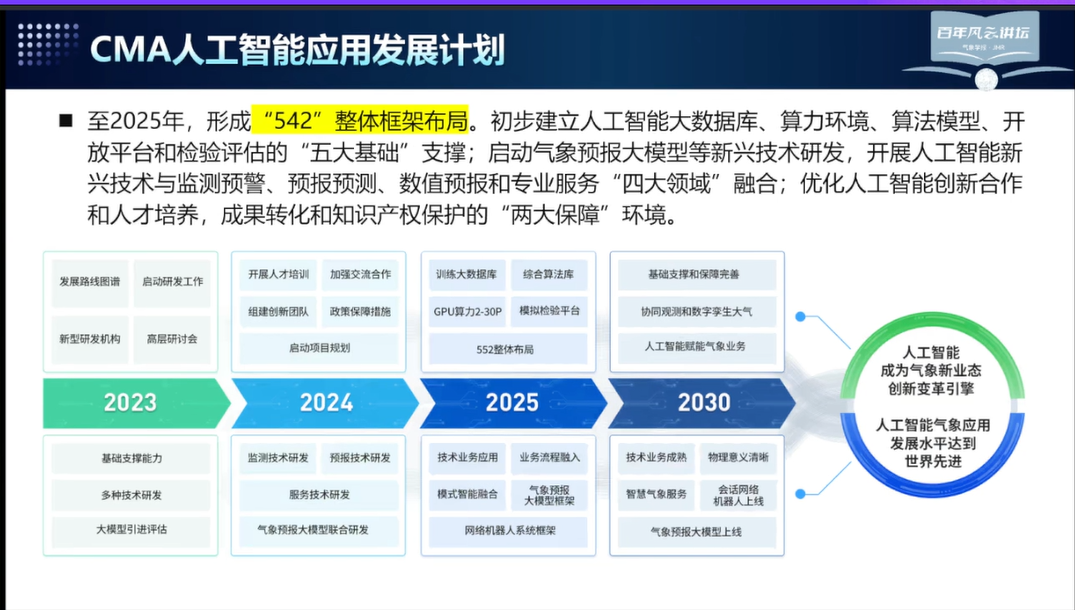 CMA人工智能应用发展计划
百年风云讲坛
■ 至2025年，形成“542”整体框架布局。初步建立人工智能大数据库、算力环境、算法模型、开
放平台和检验评估的“五大基础”支撑；启动气象预报大模型等新兴技术研发，开展人工智能新
兴技术与监测预警、预报预测、数值预报和专业服务“四大领域”融合；优化人工智能创新合作
和人才培养，成果转化和知识产权保护的“两大保障”环境。
发展路线图谱 启动研发工作
新型研发机构 高层研讨会
开展人才培训 加强交流合作
组建创新团队 政策保障措施
启动项目规划
训练大数据库 综合算法库
GPU算力2-30P 模拟检验平台
552整体布局
基础支撑和保障完善
协同观测和数字孪生大气
人工智能赋能气象业务
2023
2024
2025
2030
基础支撑能力
多种技术研发
大模型引进评估
监测技术研发 预报技术研发
服务技术研发
气象预报大模型联合研发
技术业务应用 业务流程融入
模式智能融合 气象预报
大模型框架
网络机器人系统框架
技术业务成熟 物理意义清晰
智慧气象服务 会话网络
机器人上线
气象预报大模型上线
人工智能
成为气象新业态
创新变革引擎
人工智能气象应用
发展水平达到
世界先进